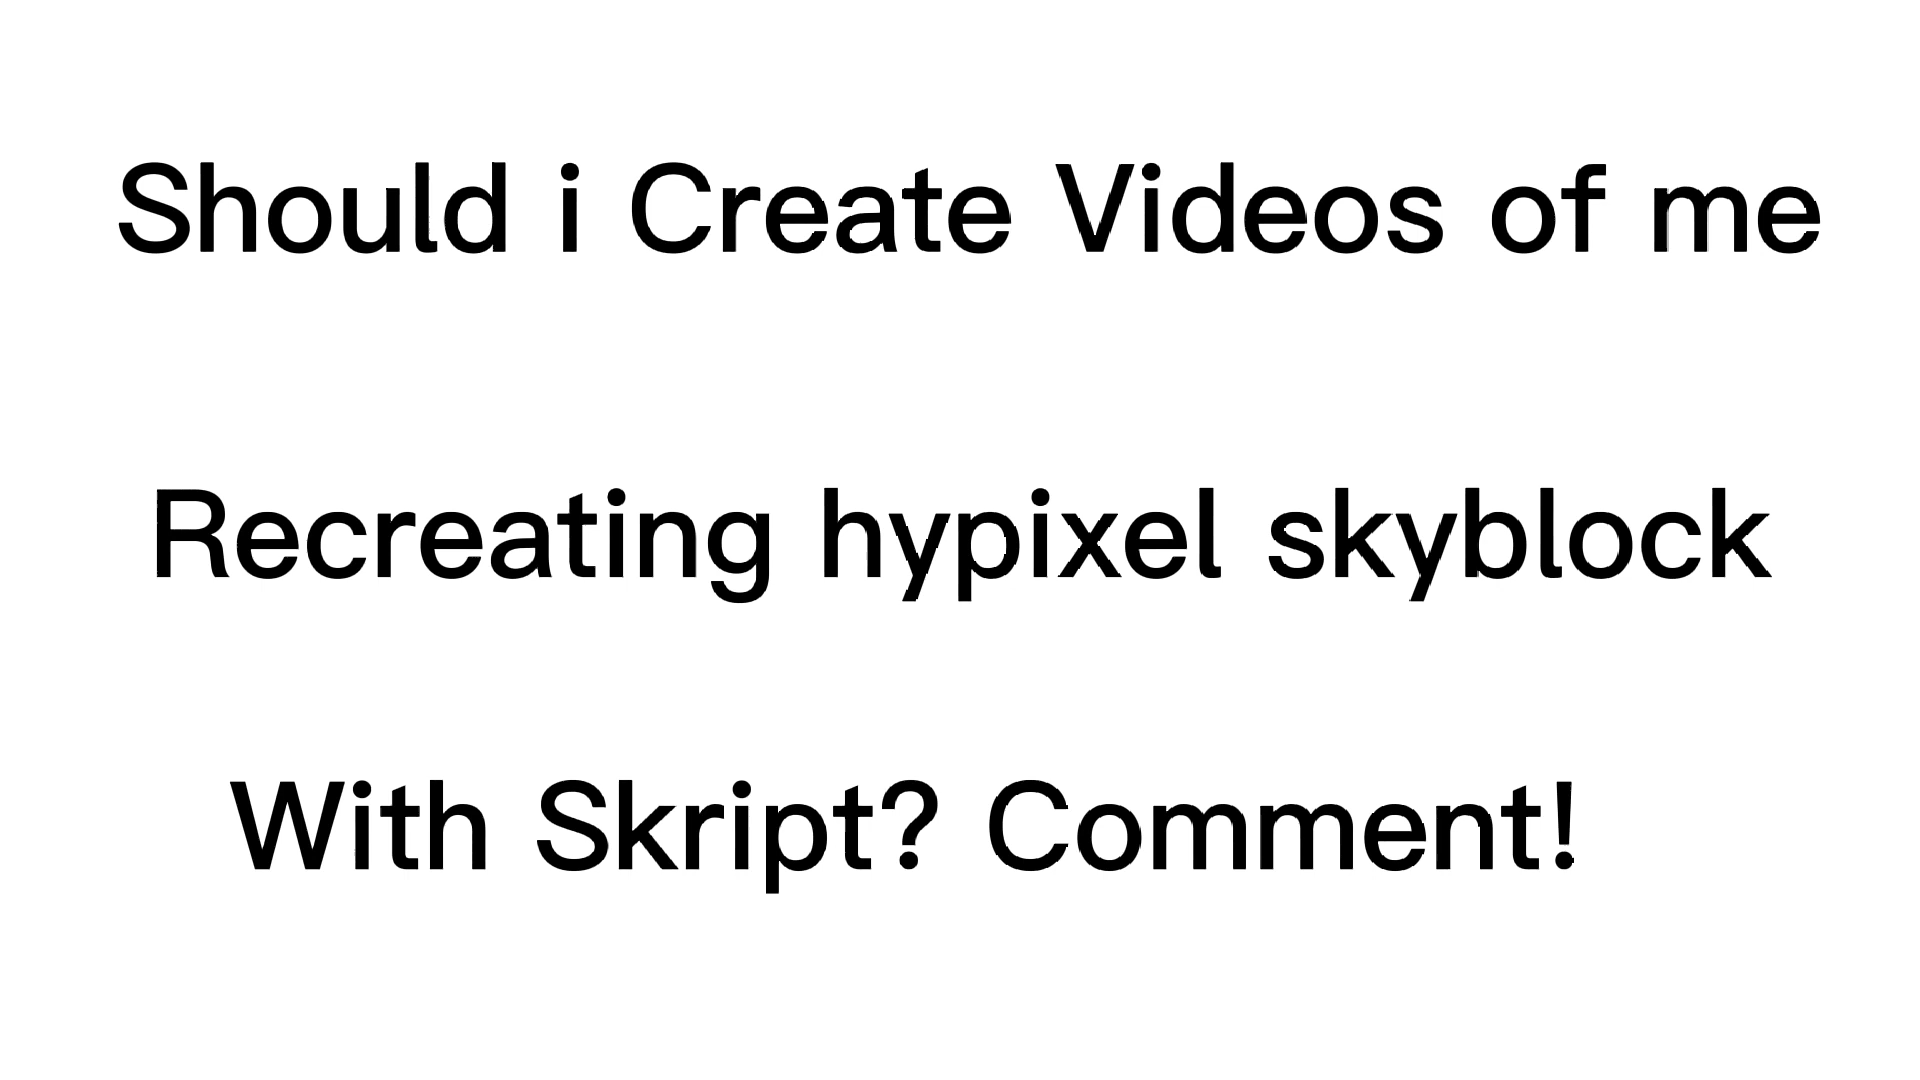 Should i Create Videos of me
Recreating hypixel skyblock
With Skript? Comment!